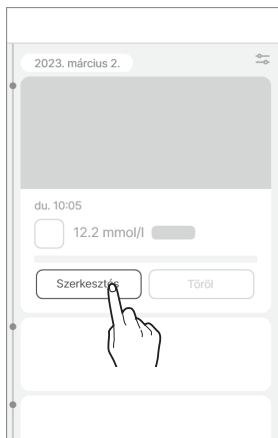 2023. március 2.
du. 10:05
12.2 mmol/l
Szerkesztés
Töröl